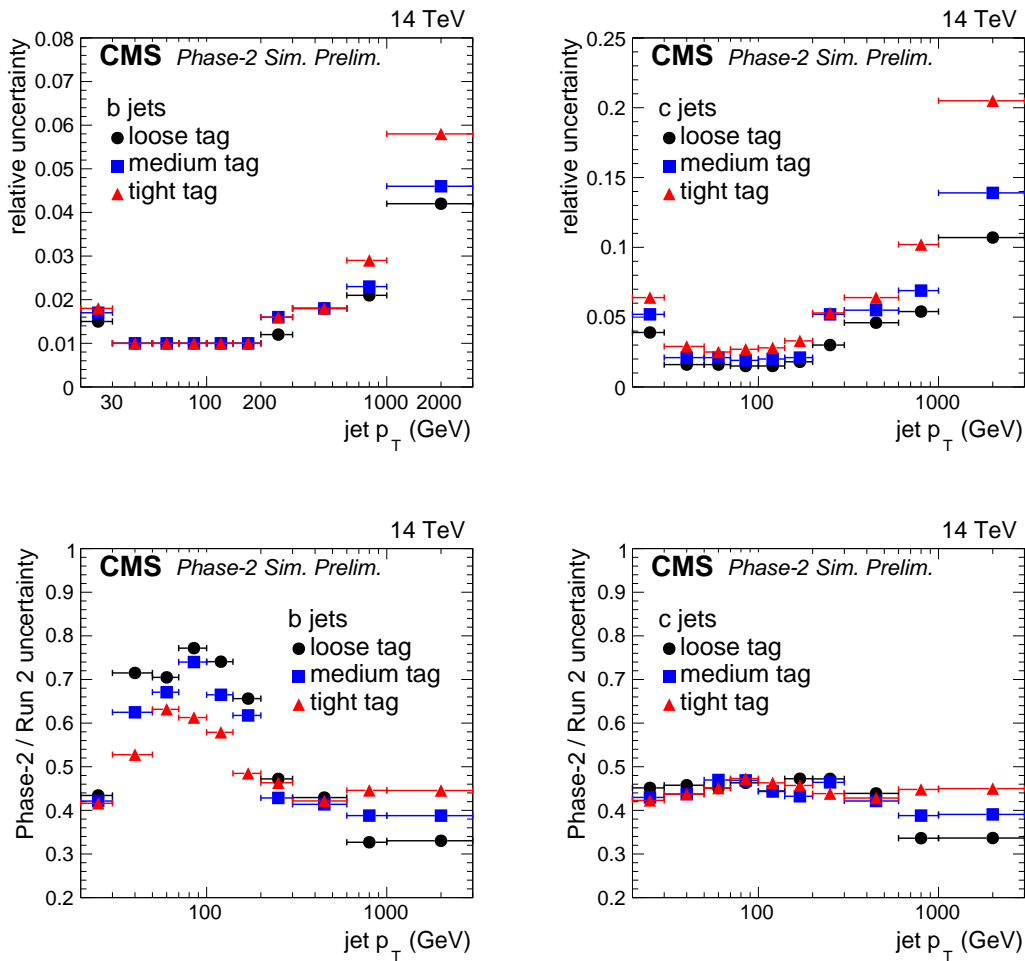 14 TeV
CMS Phase-2 Sim. Prelim.
relative uncertainty
b jets
loose tag
medium tag
tight tag
0.08
0.07
0.06
0.05
0.04
0.03
0.02
0.01
0
30 100 200 1000 2000
jet p_T (GeV)
14 TeV
CMS Phase-2 Sim. Prelim.
relative uncertainty
c jets
loose tag
medium tag
tight tag
0.25
0.2
0.15
0.1
0.05
0
100 1000
jet p_T (GeV)
14 TeV
CMS Phase-2 Sim. Prelim.
Phase-2 / Run 2 uncertainty
b jets
loose tag
medium tag
tight tag
1
0.9
0.8
0.7
0.6
0.5
0.4
0.3
0.2
100 1000
jet p_T (GeV)
14 TeV
CMS Phase-2 Sim. Prelim.
Phase-2 / Run 2 uncertainty
c jets
loose tag
medium tag
tight tag
1
0.9
0.8
0.7
0.6
0.5
0.4
0.3
0.2
100 1000
jet p_T (GeV)